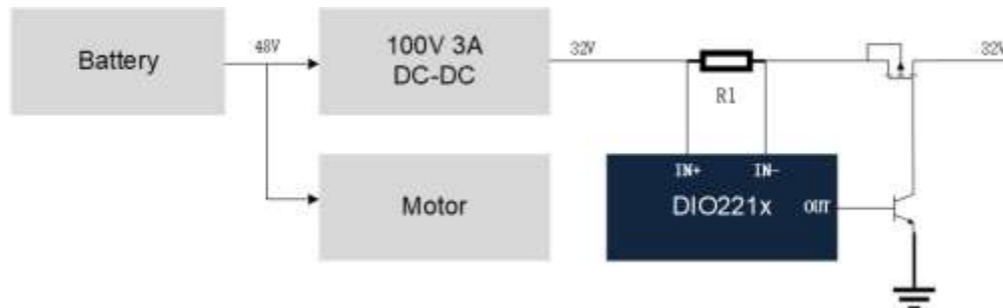 Battery
48V
100V 3A
DC-DC
32V
R1
32V
Motor
IN+ IN-
DIO221x
OUT